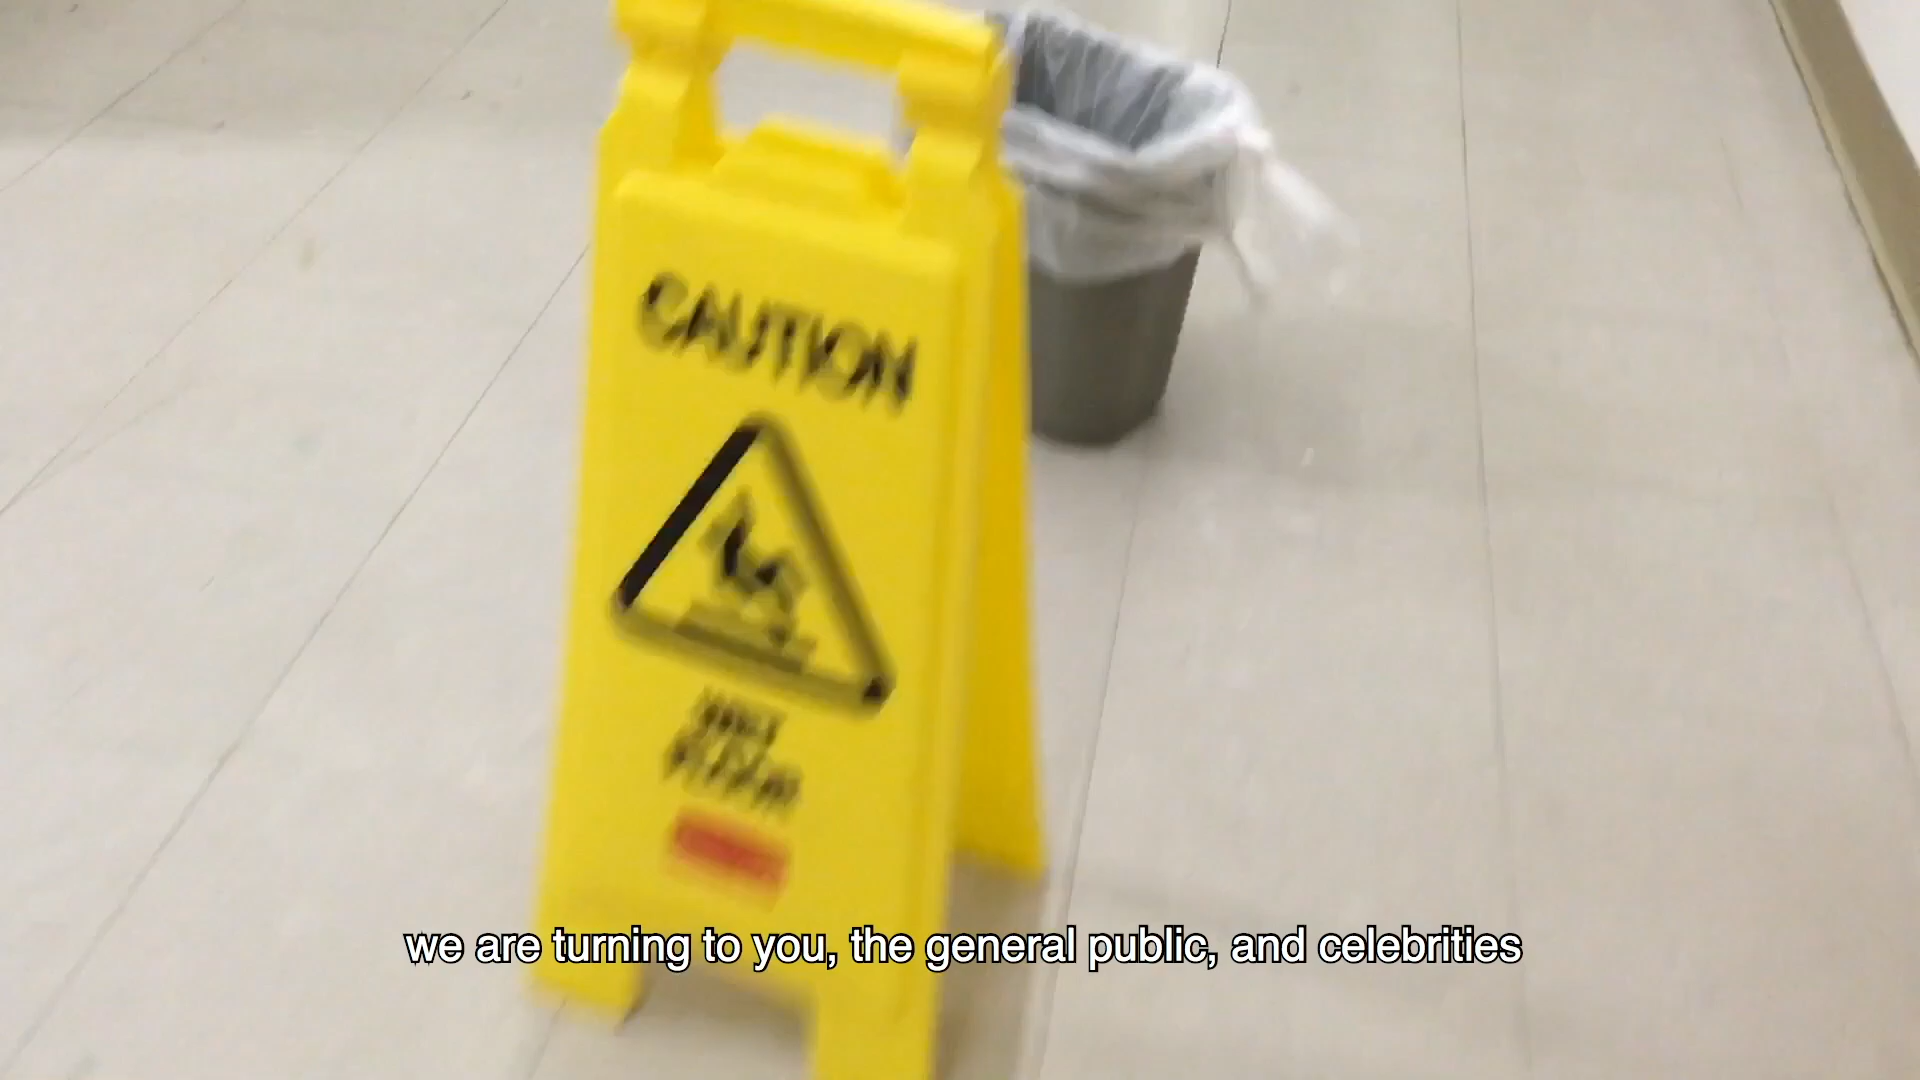 CAUTION
we are turning to you, the general public, and celebrities